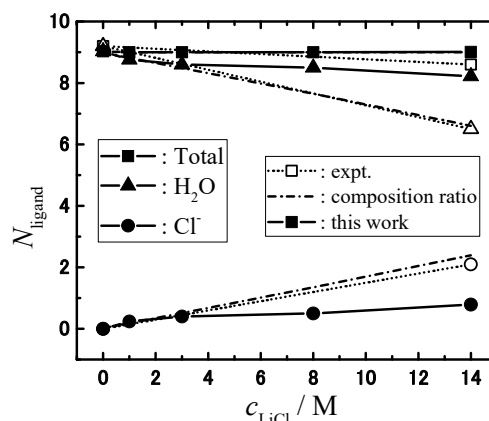 10
8
6
4
2
0
N_ligand
: Total
: H₂O
: Cl⁻
: expt.
: composition ratio
: this work
0 2 4 6 8 10 12 14
c_LiCl / M